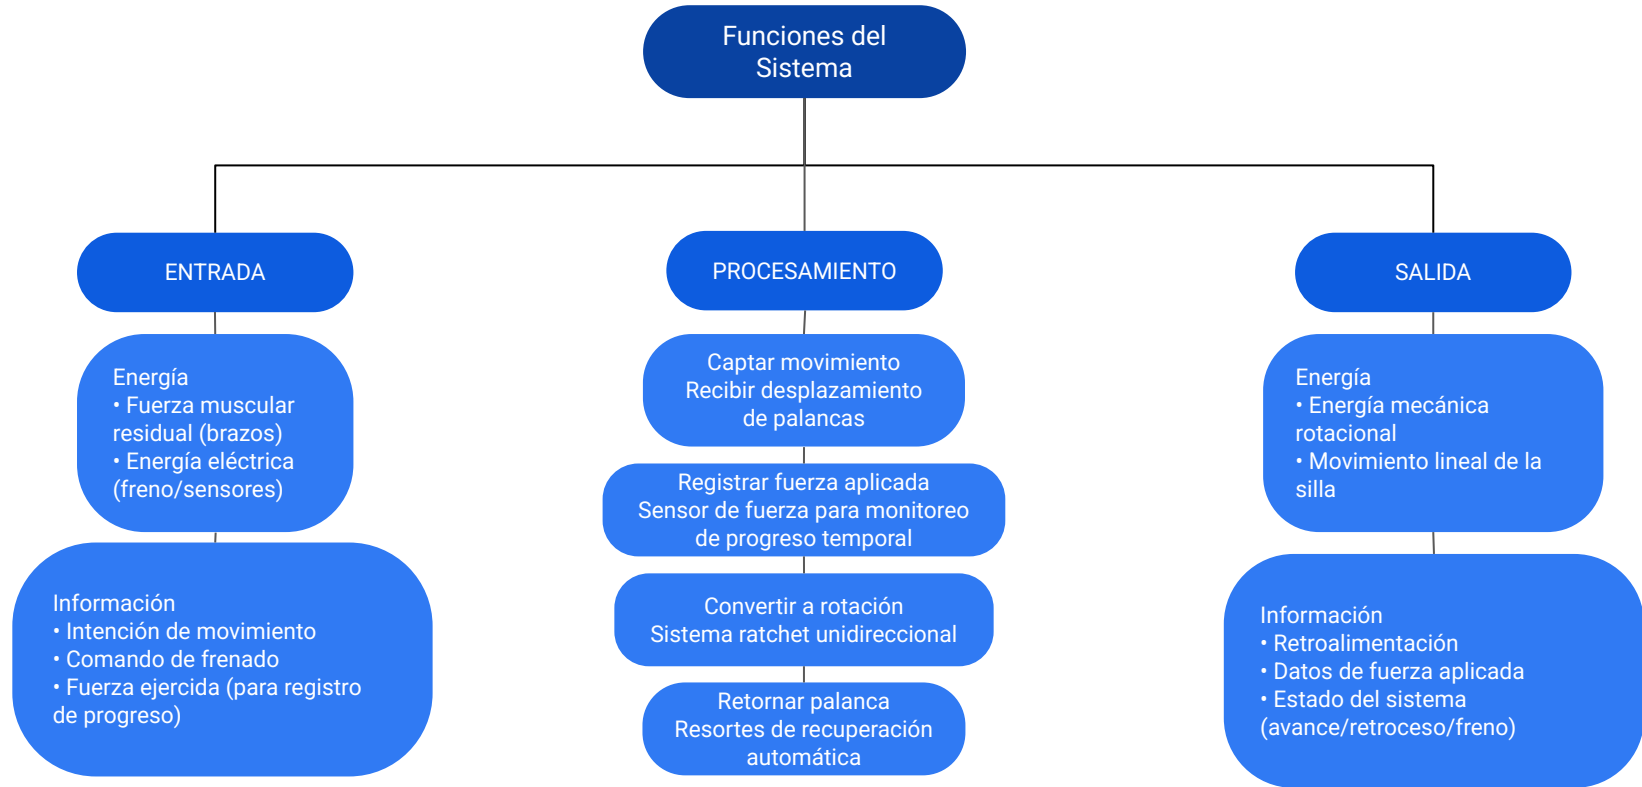 Funciones del
Sistema
ENTRADA
Energía
• Fuerza muscular
residual (brazos)
• Energía eléctrica
(freno/sensores)
Información
• Intención de movimiento
• Comando de frenado
• Fuerza ejercida (para registro
de progreso)
PROCESAMIENTO
Captar movimiento
Recibir desplazamiento
de palancas
Registrar fuerza aplicada
Sensor de fuerza para monitoreo
de progreso temporal
Convertir a rotación
Sistema ratchet unidireccional
Retornar palanca
Resortes de recuperación
automática
SALIDA
Energía
• Energía mecánica
rotacional
• Movimiento lineal de la
silla
Información
• Retroalimentación
• Datos de fuerza aplicada
• Estado del sistema
(avance/retroceso/freno)